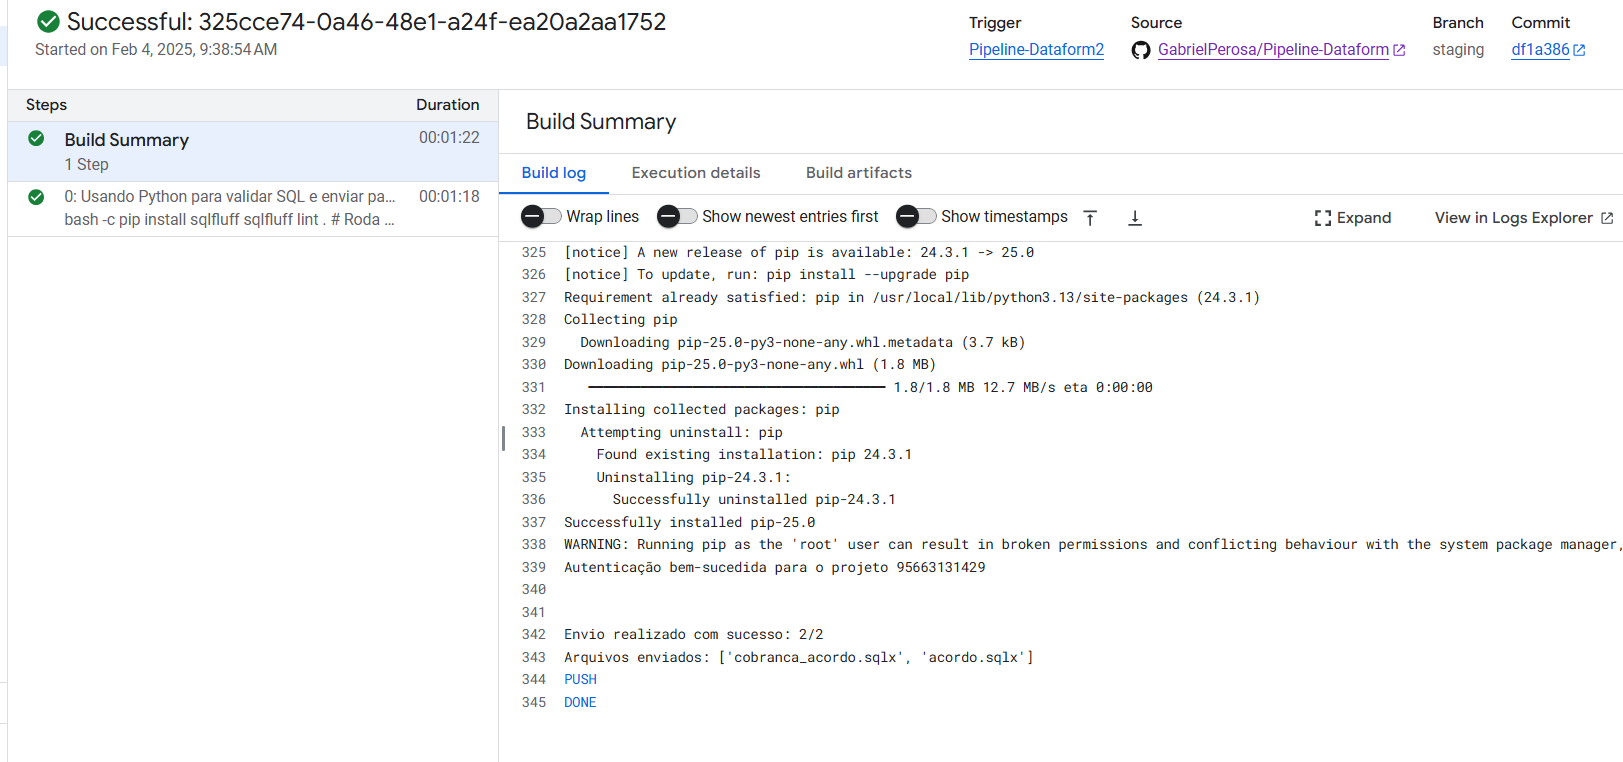 Successful: 325cce74-0a46-48e1-a24f-ea20a2aa1752
Started on Feb 4, 2025, 9:38:54 AM
Trigger
Pipeline-Dataform2
Source
GabrielPerosa/Pipeline-Dataform
Branch
staging
Commit
df1a386
Steps Duration
Build Summary 00:01:22
1 Step
0: Usando Python para validar SQL e enviar pa... 00:01:18
bash -c pip install sqlfluff sqlfluff lint . # Roda ...
Build Summary
Build log Execution details Build artifacts
Wrap lines Show newest entries first Show timestamps Expand View in Logs Explorer
325 [notice] A new release of pip is available: 24.3.1 -> 25.0
326 [notice] To update, run: pip install --upgrade pip
327 Requirement already satisfied: pip in /usr/local/lib/python3.13/site-packages (24.3.1)
328 Collecting pip
329 Downloading pip-25.0-py3-none-any.whl.metadata (3.7 kB)
330 Downloading pip-25.0-py3-none-any.whl (1.8 MB)
331 ━━━━━━━━━━━━━━━━━━━━━━━━━━━━━━━━━━━━━ 1.8/1.8 MB 12.7 MB/s eta 0:00:00
332 Installing collected packages: pip
333 Attempting uninstall: pip
334 Found existing installation: pip 24.3.1
335 Uninstalling pip-24.3.1:
336 Successfully uninstalled pip-24.3.1
337 Successfully installed pip-25.0
338 WARNING: Running pip as the 'root' user can result in broken permissions and conflicting behaviour with the system package manager,
339 Autenticação bem-sucedida para o projeto 95663131429
340
341
342 Envio realizado com sucesso: 2/2
343 Arquivos enviados: ['cobranca_acordo.sqlx', 'acordo.sqlx']
344 PUSH
345 DONE